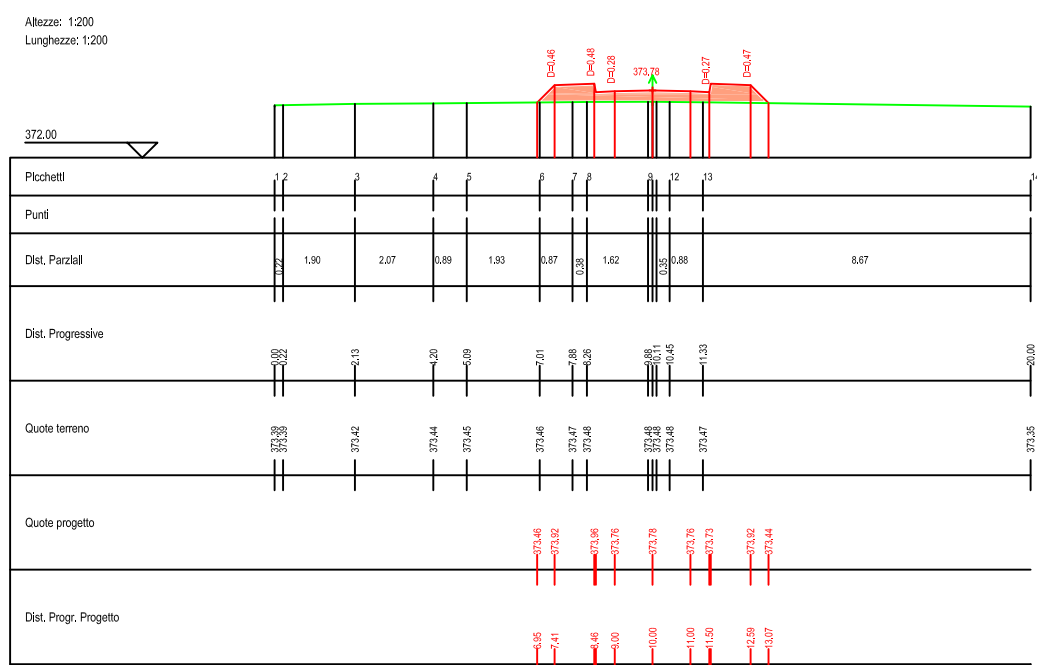 Altezze: 1:200
Lunghezze: 1:200
D=0.46 D=0.48 D=0.28 373.78 D=0.27 D=0.47
372.00
Picchetti 1 2 3 4 5 6 7 8 9 12 13 14
Punti
Dist. Parziali 0.22 1.90 2.07 0.89 1.93 0.87 0.38 1.62 0.35 0.88 8.67
Dist. Progressive 0.00 0.22 2.13 4.20 5.09 7.01 7.88 8.26 9.88 10.11 10.45 11.33 20.00
Quote terreno 373.39 373.39 373.42 373.44 373.45 373.46 373.47 373.48 373.48 373.48 373.48 373.47 373.35
Quote progetto 373.46 373.92 373.96 373.76 373.78 373.76 373.73 373.92 373.44
Dist. Progr. Progetto 6.95 7.41 8.46 9.00 10.00 11.00 11.50 12.59 13.07